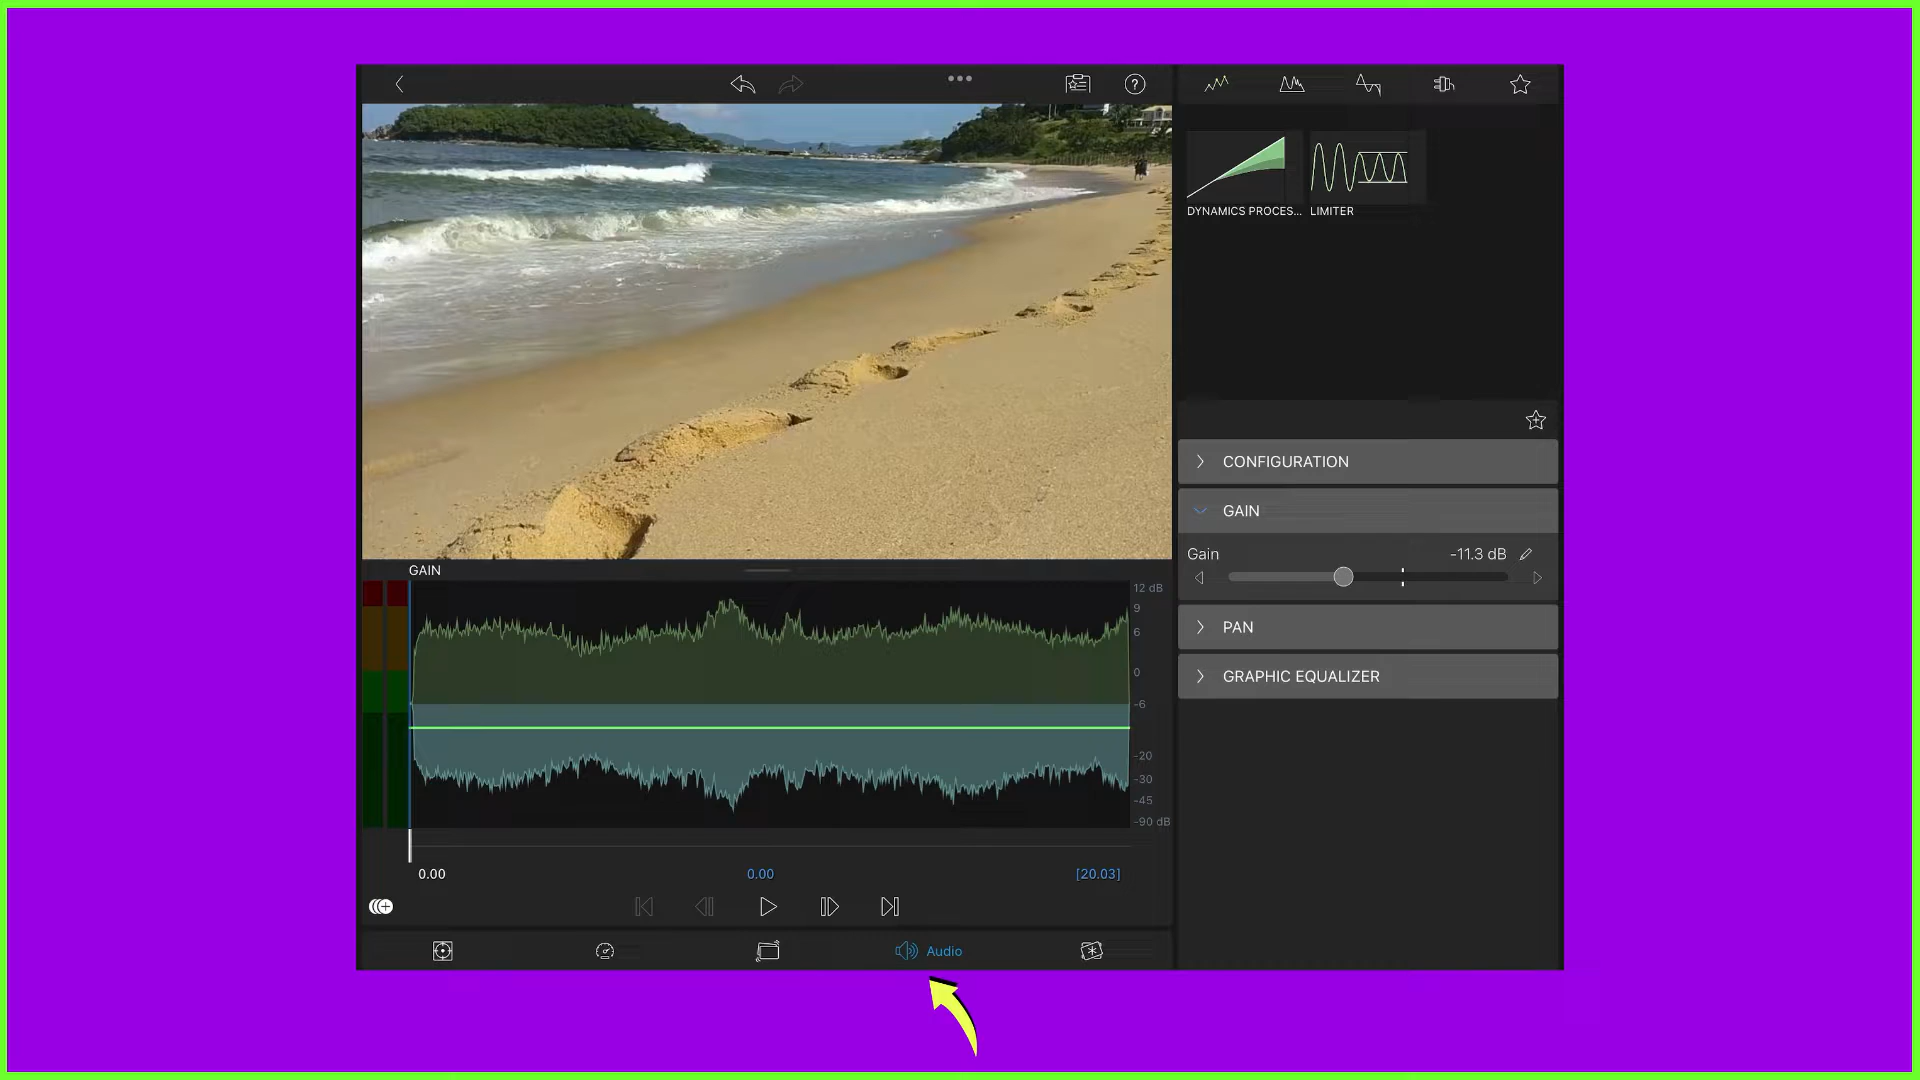 DYNAMICS PROCES... LIMITER
CONFIGURATION
GAIN
Gain -11.3 dB
PAN
GRAPHIC EQUALIZER
GAIN
12 dB
9
6
0
-6
-20
-30
-45
-90 dB
0.00 0.00 [20.03]
Audio